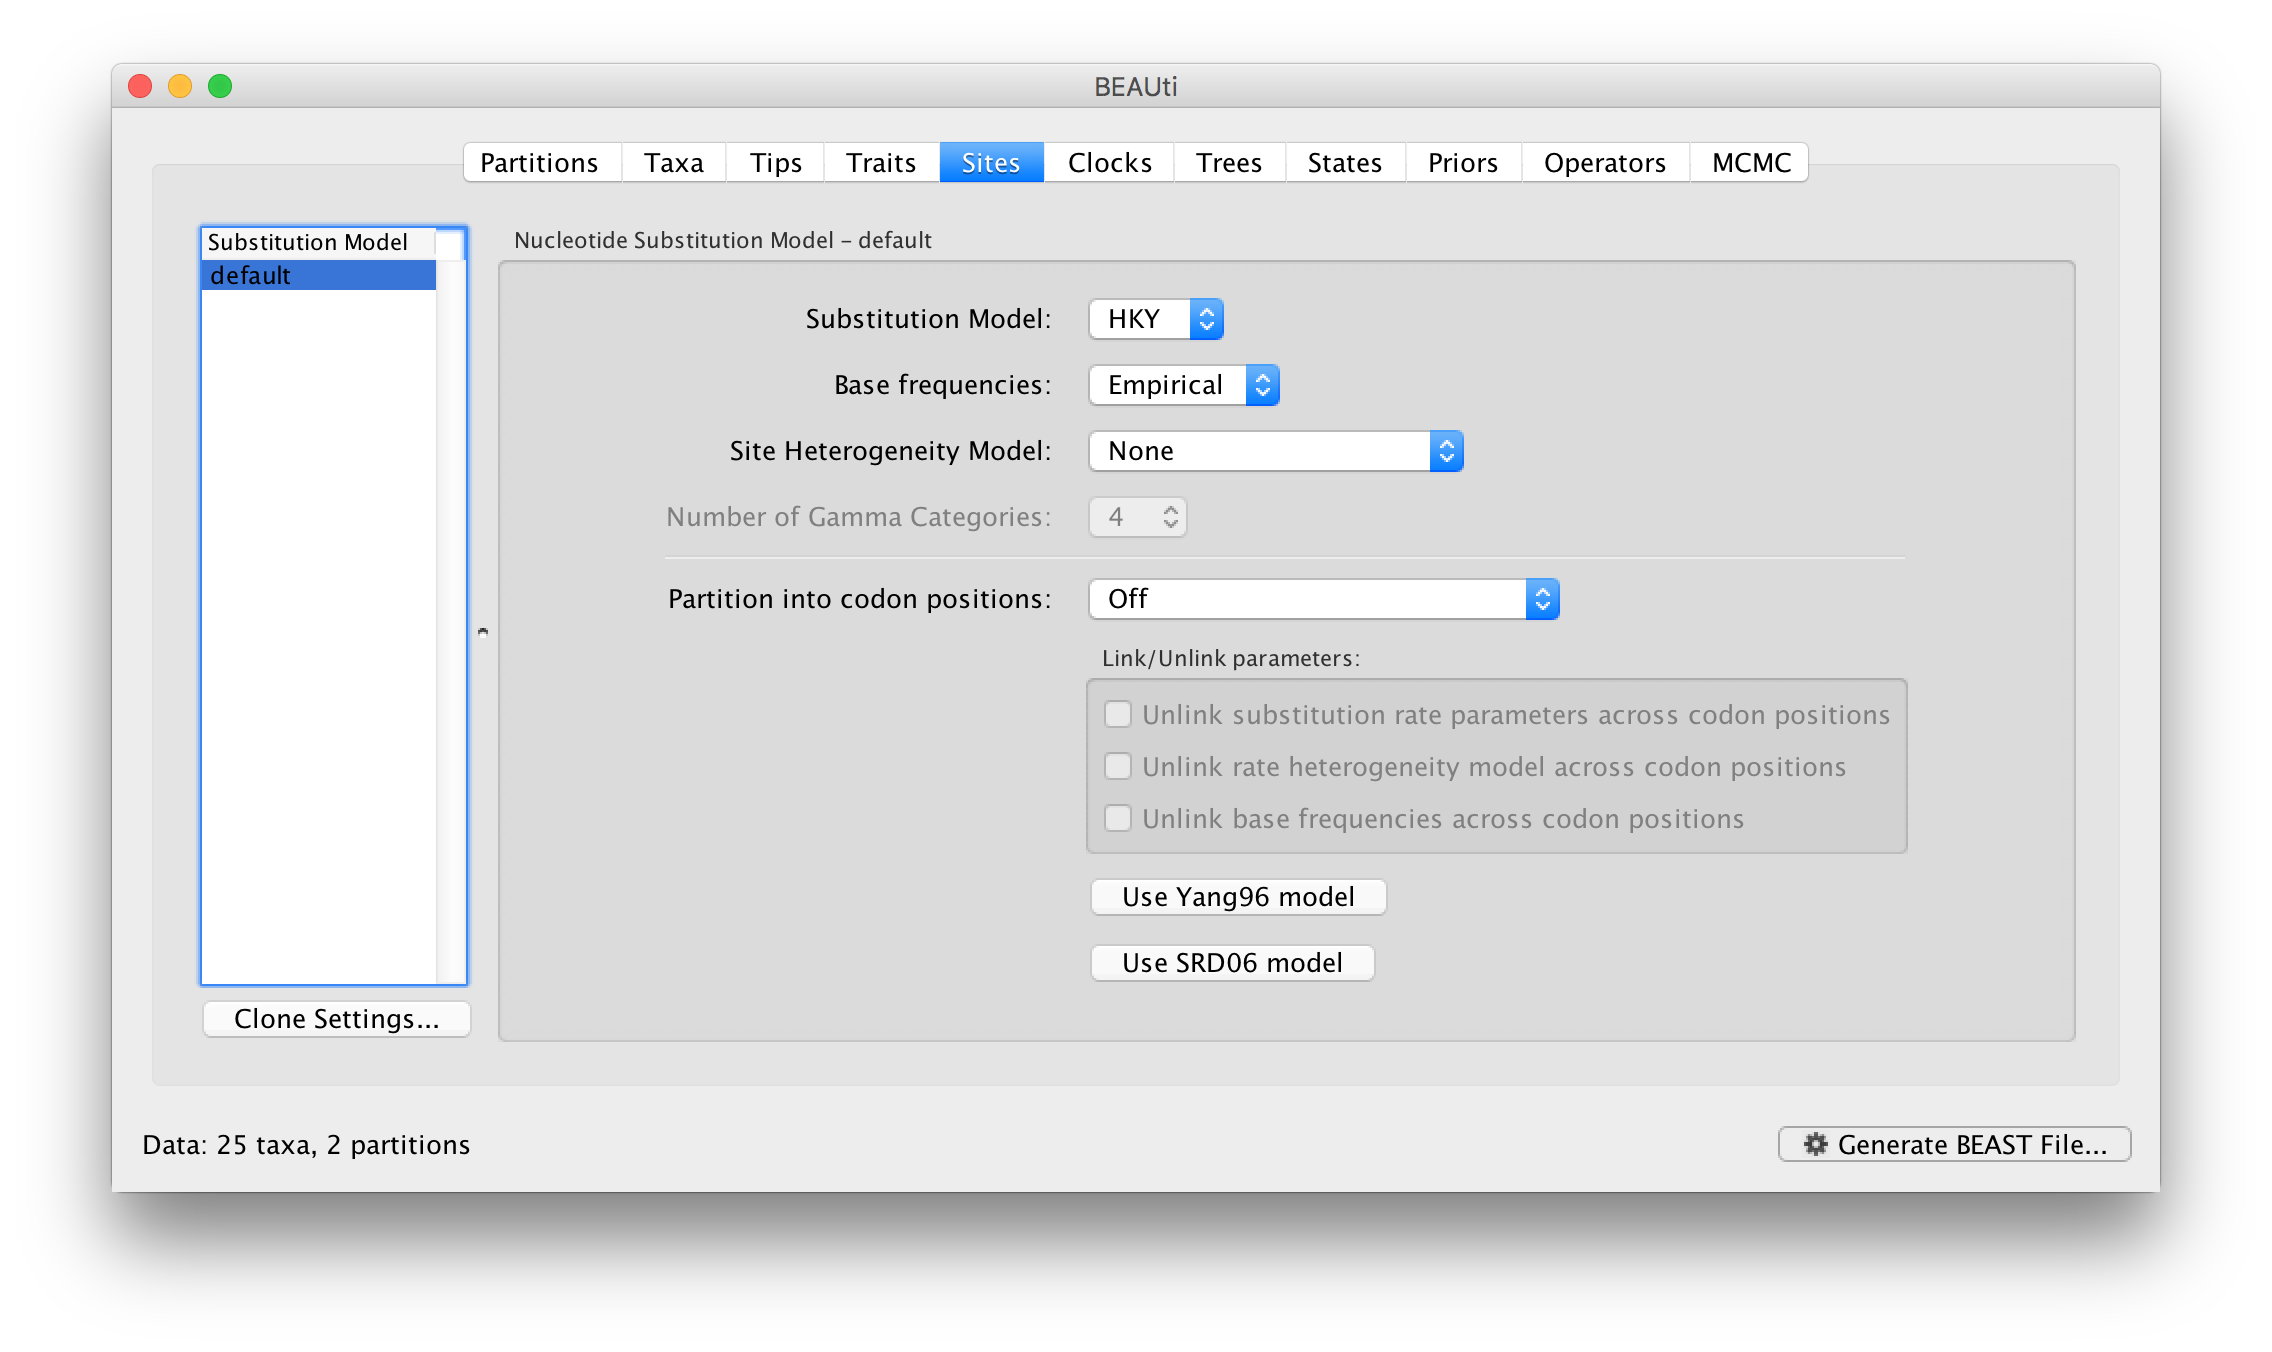 BEAUti
Partitions Taxa Tips Traits Sites Clocks Trees States Priors Operators MCMC
Substitution Model
default
Clone Settings...
Nucleotide Substitution Model – default
Substitution Model: HKY
Base frequencies: Empirical
Site Heterogeneity Model: None
Number of Gamma Categories: 4
Partition into codon positions: Off
Link/Unlink parameters:
Unlink substitution rate parameters across codon positions
Unlink rate heterogeneity model across codon positions
Unlink base frequencies across codon positions
Use Yang96 model
Use SRD06 model
Data: 25 taxa, 2 partitions
Generate BEAST File...